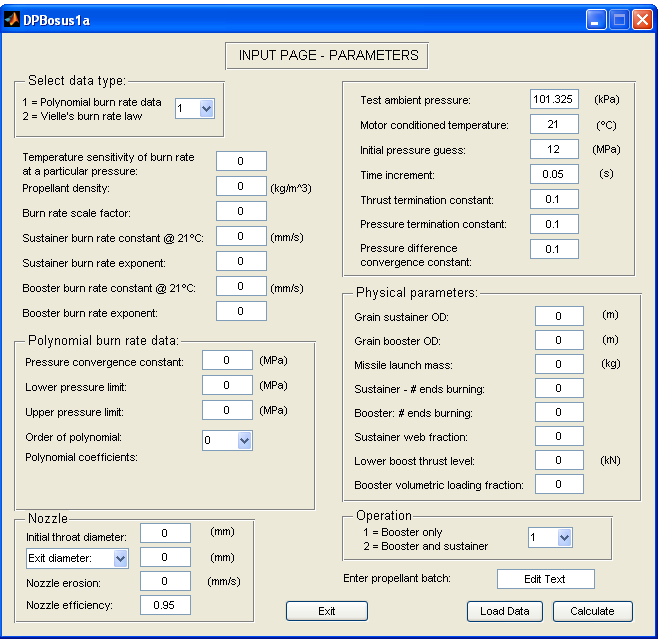 DPBosus1a
INPUT PAGE - PARAMETERS
Select data type:
1 = Polynomial burn rate data
2 = Vielle's burn rate law
1
Temperature sensitivity of burn rate
at a particular pressure:
0
Propellant density:
0
(kg/m^3)
Burn rate scale factor:
0
Sustainer burn rate constant @ 21°C:
0
(mm/s)
Sustainer burn rate exponent:
0
Booster burn rate constant @ 21°C:
0
(mm/s)
Booster burn rate exponent:
0
Polynomial burn rate data:
Pressure convergence constant:
0
(MPa)
Lower pressure limit:
0
(MPa)
Upper pressure limit:
0
(MPa)
Order of polynomial:
0
Polynomial coefficients:
Nozzle
Initial throat diameter:
0
(mm)
Exit diameter:
0
(mm)
Nozzle erosion:
0
(mm/s)
Nozzle efficiency:
0.95
Test ambient pressure:
101.325
(kPa)
Motor conditioned temperature:
21
(°C)
Initial pressure guess:
12
(MPa)
Time increment:
0.05
(s)
Thrust termination constant:
0.1
Pressure termination constant:
0.1
Pressure difference
convergence constant:
0.1
Physical parameters:
Grain sustainer OD:
0
(m)
Grain booster OD:
0
(m)
Missile launch mass:
0
(kg)
Sustainer - # ends burning:
0
Booster: # ends burning:
0
Sustainer web fraction:
0
Lower boost thrust level:
0
(kN)
Booster volumetric loading fraction:
0
Operation
1 = Booster only
2 = Booster and sustainer
1
Enter propellant batch:
Edit Text
Exit
Load Data
Calculate